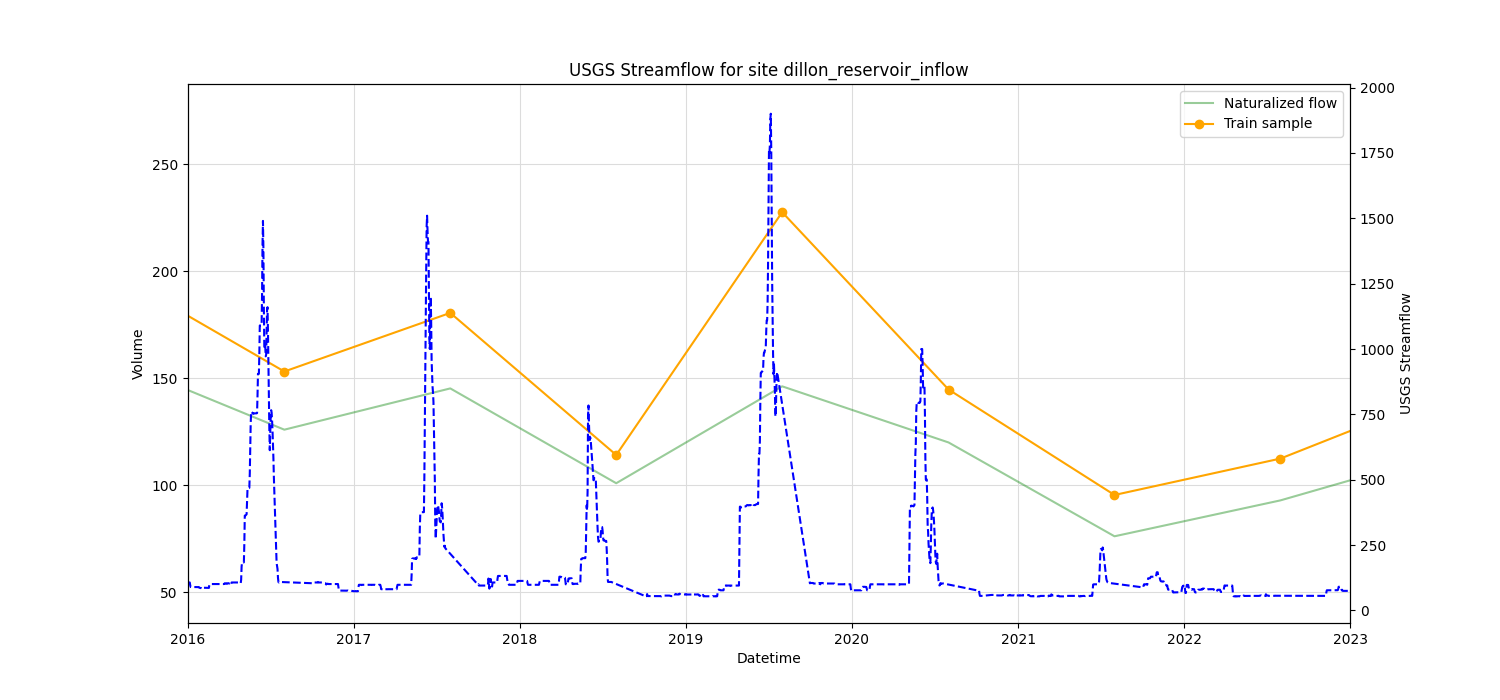 USGS Streamflow for site dillon_reservoir_inflow
Naturalized flow
Train sample
Volume
250
200
150
100
50
2000
1750
1500
1250
1000
750
500
250
0
USGS Streamflow
2016 2017 2018 2019 2020 2021 2022 2023
Datetime